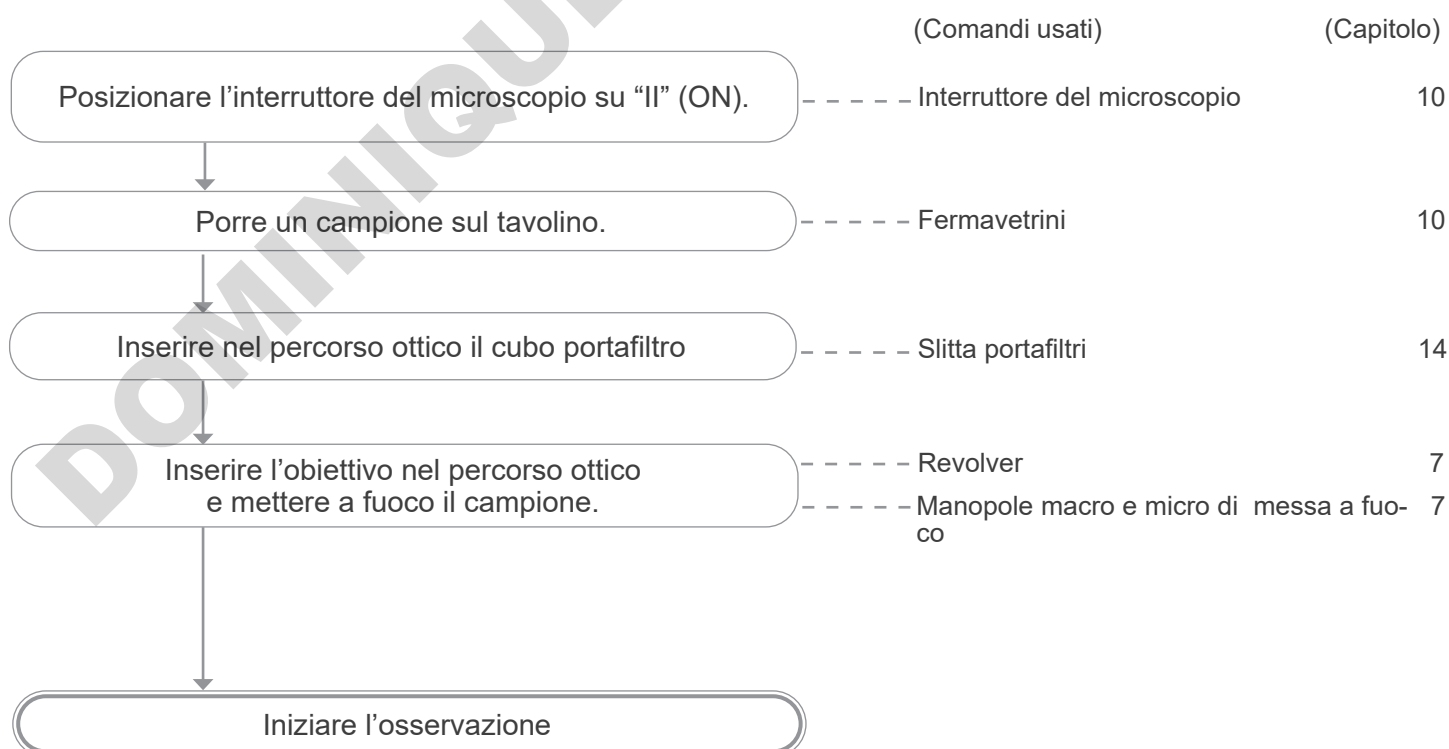 (Comandi usati) (Capitolo)
Posizionare l’interruttore del microscopio su “II” (ON).
Interruttore del microscopio 10
Porre un campione sul tavolino.
Fermavetrini 10
Inserire nel percorso ottico il cubo portafiltro
Slitta portafiltri 14
Inserire l’obiettivo nel percorso ottico
e mettere a fuoco il campione.
Revolver 7
Manopole macro e micro di messa a fuo- 7
co
Iniziare l’osservazione